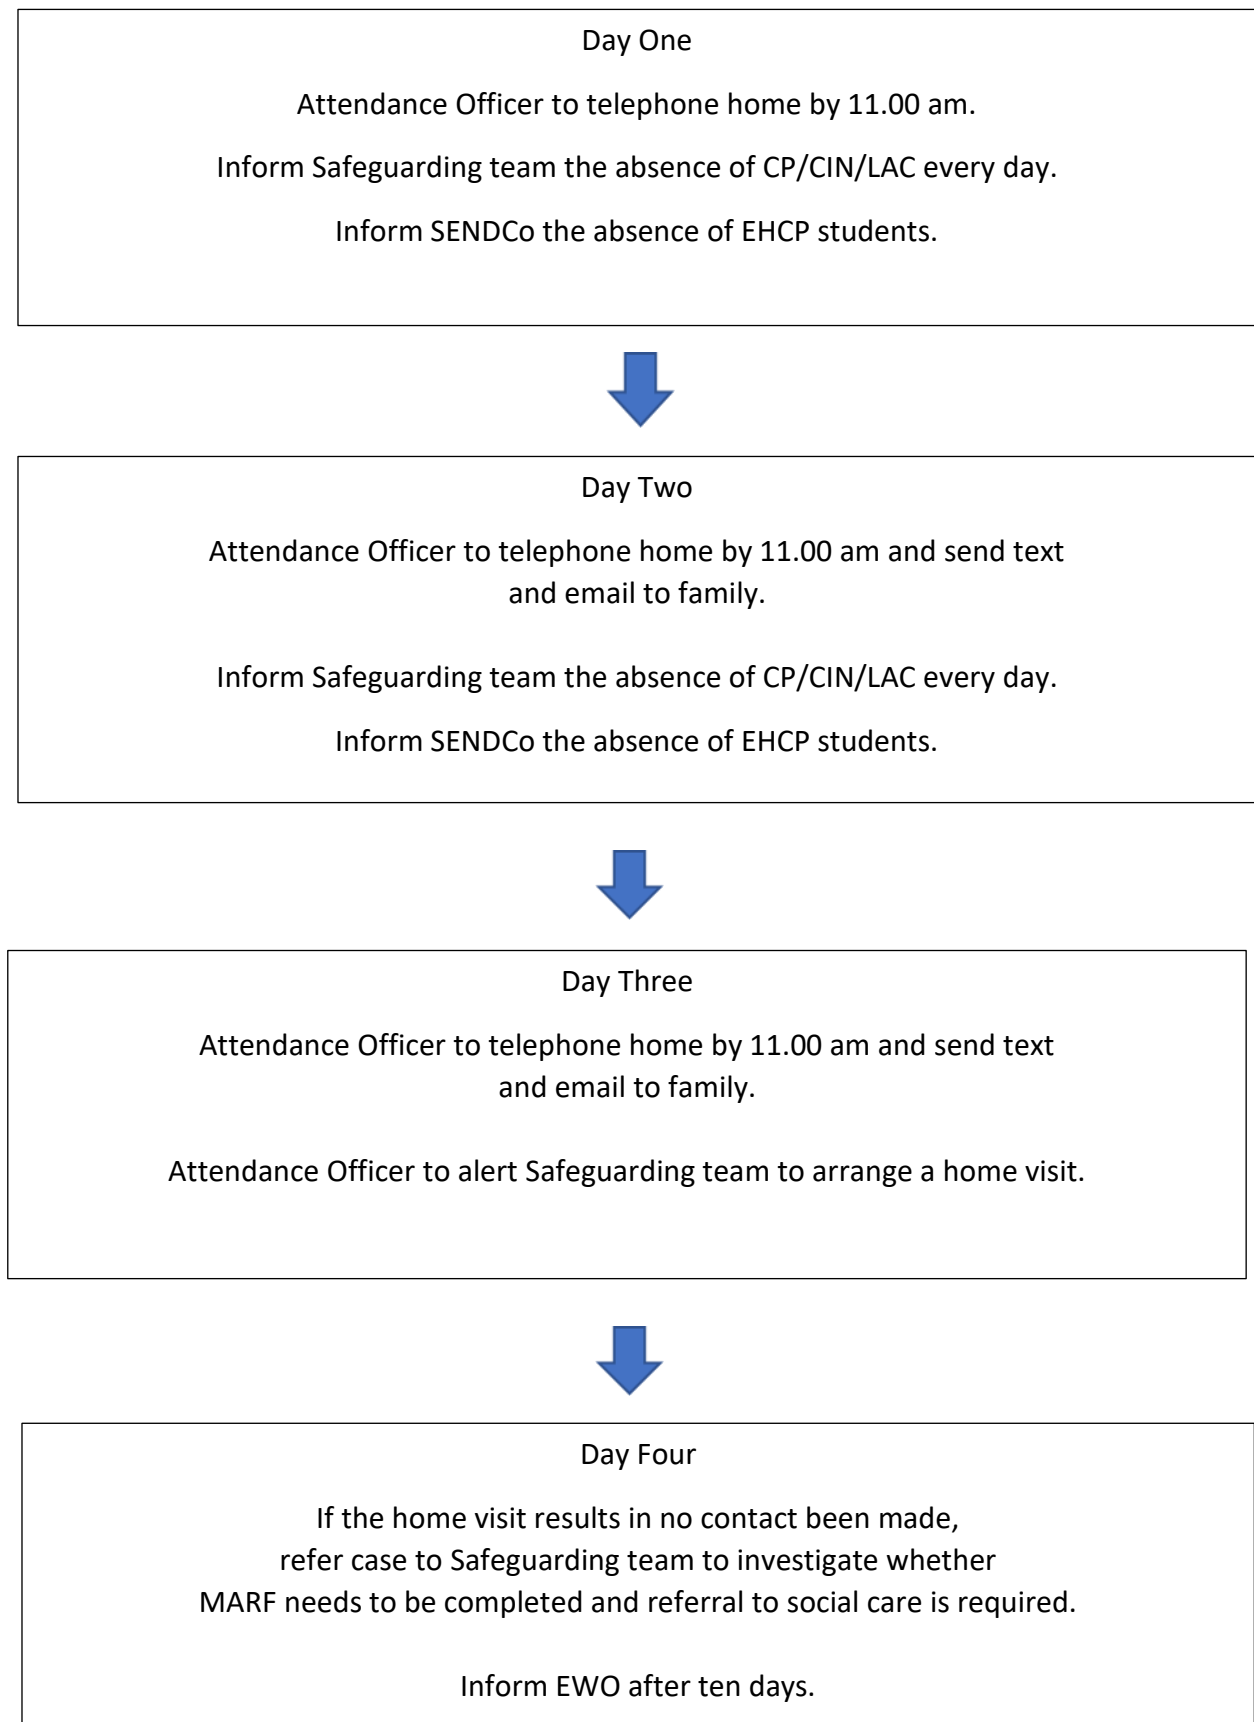 Day One
Attendance Officer to telephone home by 11.00 am.
Inform Safeguarding team the absence of CP/CIN/LAC every day.
Inform SENDCo the absence of EHCP students.
Day Two
Attendance Officer to telephone home by 11.00 am and send text
and email to family.
Inform Safeguarding team the absence of CP/CIN/LAC every day.
Inform SENDCo the absence of EHCP students.
Day Three
Attendance Officer to telephone home by 11.00 am and send text
and email to family.
Attendance Officer to alert Safeguarding team to arrange a home visit.
Day Four
If the home visit results in no contact been made,
refer case to Safeguarding team to investigate whether
MARF needs to be completed and referral to social care is required.
Inform EWO after ten days.